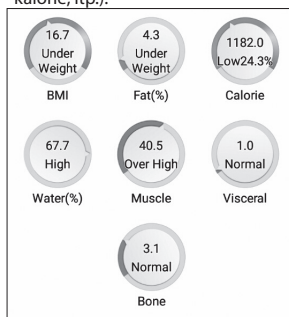 kalorie, itp.).
16.7 4.3 1182.0
Under Under Low24.3%
Weight Weight
BMI Fat(%) Calorie
67.7 40.5 1.0
High Over High Normal
Water(%) Muscle Visceral
3.1
Normal
Bone